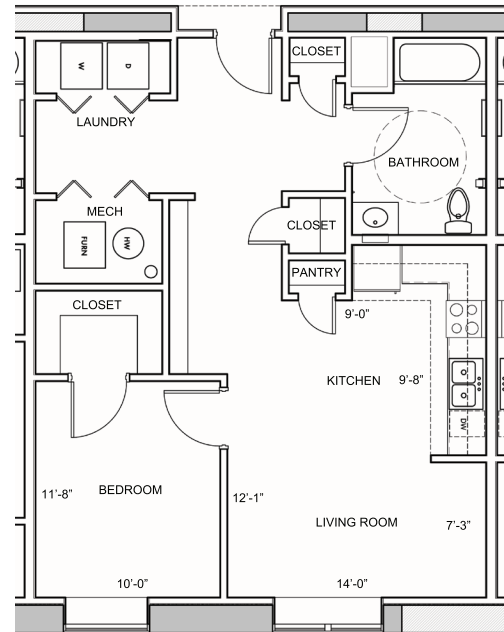 CLOSET
W
D
LAUNDRY
BATHROOM
MECH
FURN
HW
CLOSET
PANTRY
CLOSET
9'-0"
KITCHEN
9'-8"
DW
BEDROOM
11'-8"
12'-1"
LIVING ROOM
7'-3"
10'-0"
14'-0"